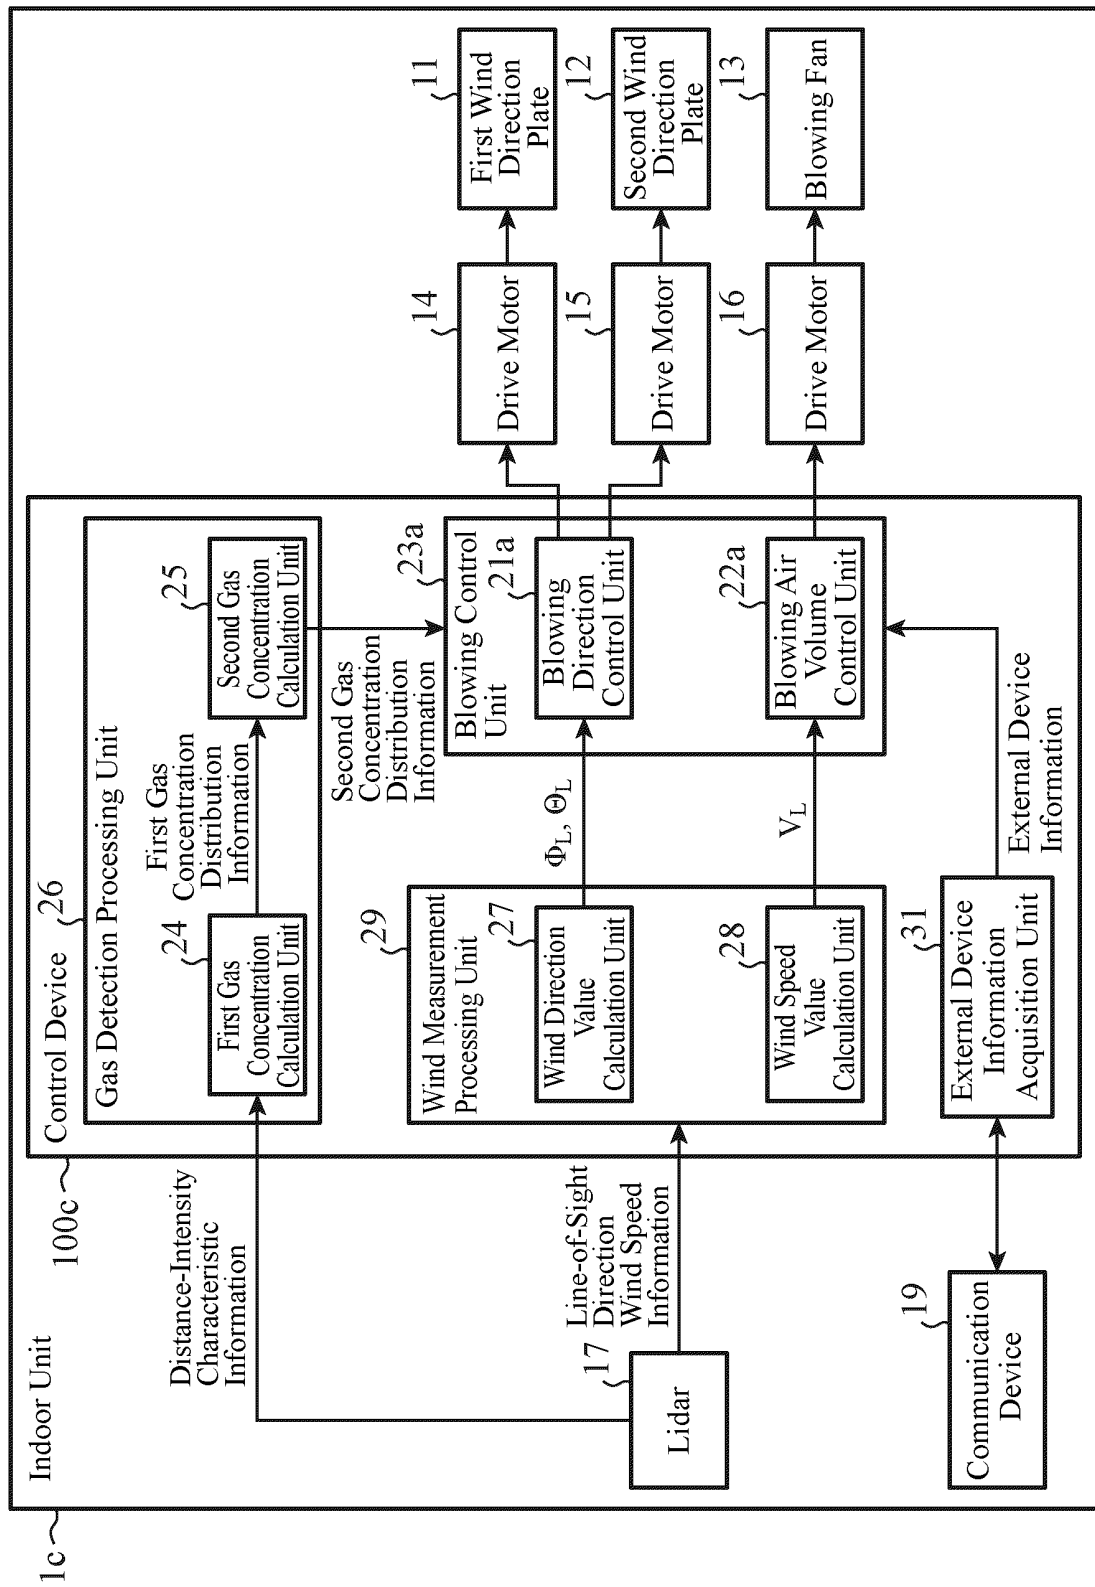 1c
Indoor Unit
100c
Control Device
26
Gas Detection Processing Unit
Distance-Intensity
Characteristic
Information
24
First Gas
Concentration
Calculation Unit
First Gas
Concentration
Distribution
Information
25
Second Gas
Concentration
Calculation Unit
Second Gas
Concentration
Distribution
Information
17
Lidar
Line-of-Sight
Direction
Wind Speed
Information
29
Wind Measurement
Processing Unit
27
Wind Direction
Value
Calculation Unit
28
Wind Speed
Value
Calculation Unit
ΦL, ΘL
VL
23a
Blowing Control
Unit
21a
Blowing
Direction
Control Unit
22a
Blowing Air
Volume
Control Unit
14
Drive Motor
15
Drive Motor
16
Drive Motor
11
First Wind
Direction
Plate
12
Second Wind
Direction
Plate
13
Blowing Fan
19
Communication
Device
31
External Device
Information
Acquisition Unit
External Device
Information